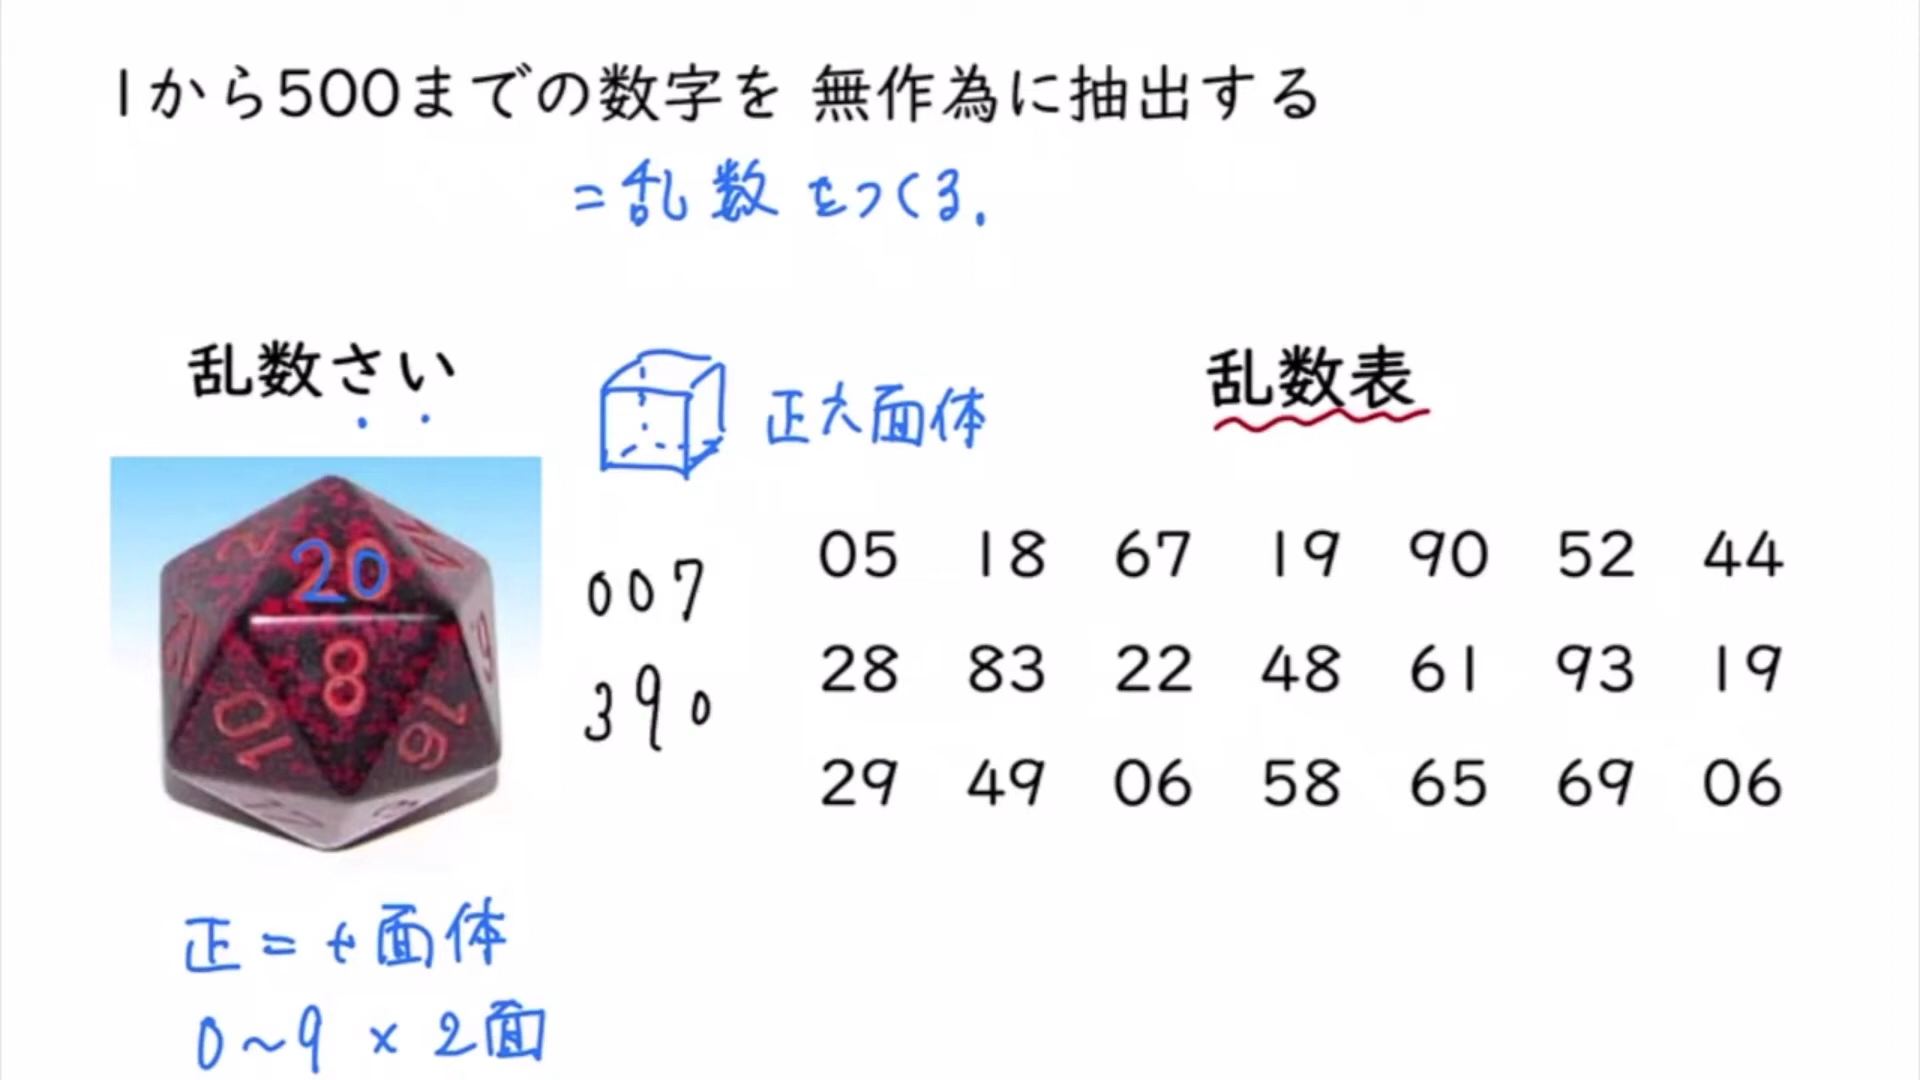 1から500までの数字を 無作為に抽出する
=乱数をつくる.
乱数さい
正六面体
乱数表
20
8
10
16
007
390
05 18 67 19 90 52 44
28 83 22 48 61 93 19
29 49 06 58 65 69 06
正二十面体
0~9 × 2面